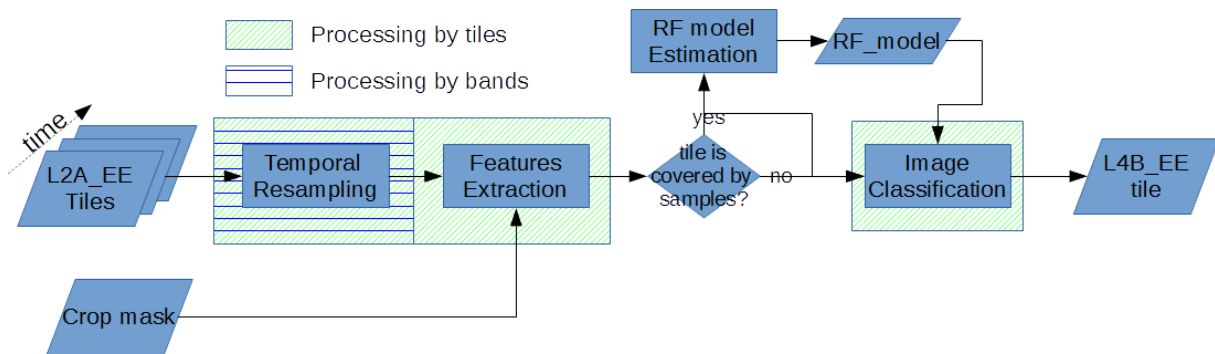 Processing by tiles
Processing by bands
time
L2A_EE
Tiles
Temporal
Resampling
Features
Extraction
Crop mask
tile is
covered by
samples?
yes
no
RF model
Estimation
RF_model
Image
Classification
L4B_EE
tile